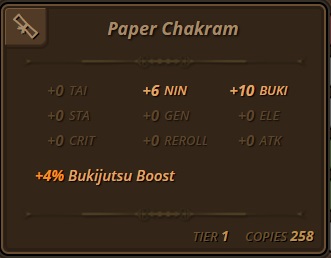 Paper Chakram
+0 TAI +6 NIN +10 BUKI
+0 STA +0 GEN +0 ELE
+0 CRIT +0 REROLL +0 ATK
+4% Bukijutsu Boost
TIER 1 COPIES 258